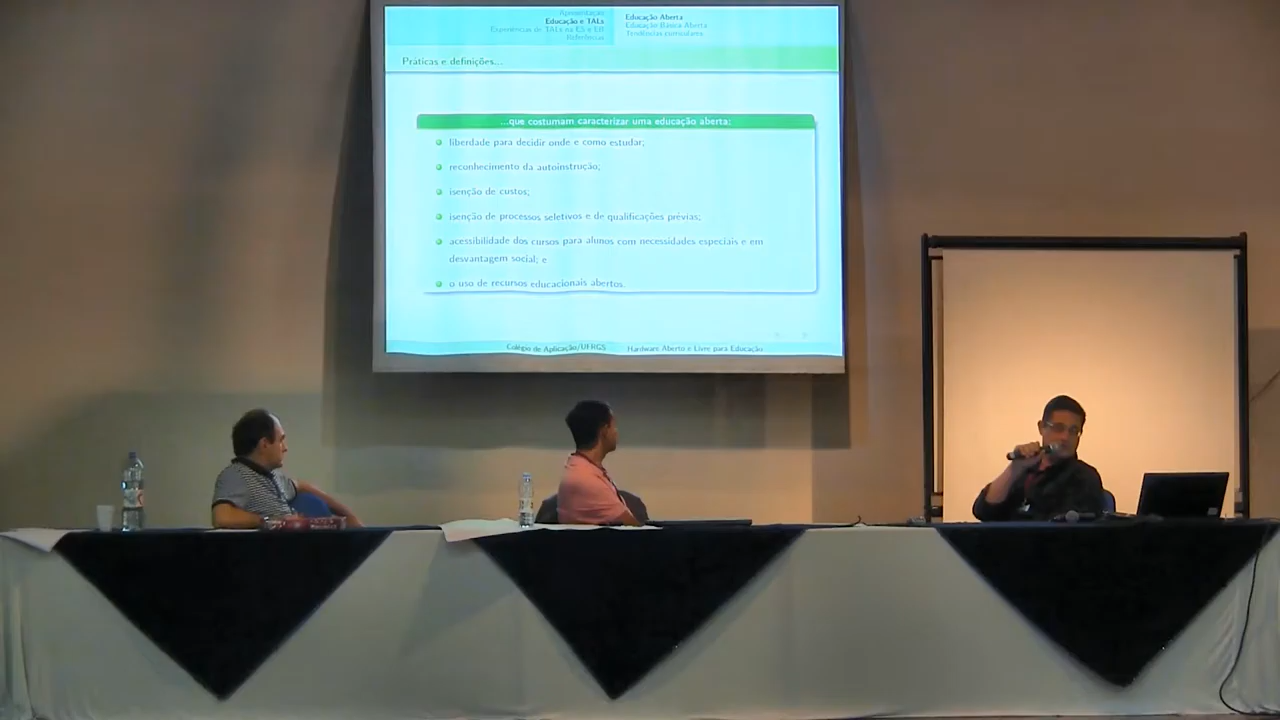 Apresentação
Educação e TALs
Experiências de TALs na ES e EB
Referências
Educação Aberta
Educação Básica Aberta
Tendências curriculares
Práticas e definições...
...que costumam caracterizar uma educação aberta:
liberdade para decidir onde e como estudar;
reconhecimento da autoinstrução;
isenção de custos;
isenção de processos seletivos e de qualificações prévias;
acessibilidade dos cursos para alunos com necessidades especiais e em
desvantagem social; e
o uso de recursos educacionais abertos.
Colégio de Aplicação/UFRGS
Hardware Aberto e Livre para Educação